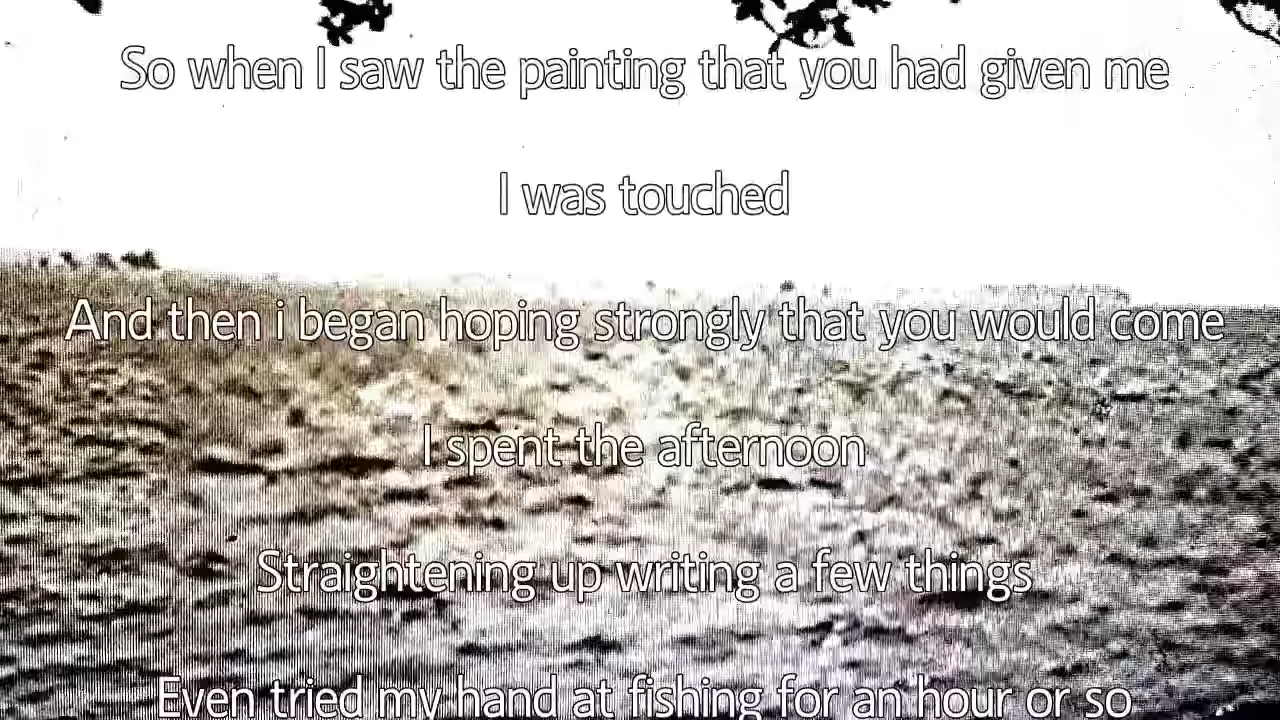 So when I saw the painting that you had given me
I was touched
And then i began hoping strongly that you would come
I spent the afternoon
Straightening up writing a few things
Even tried my hand at fishing for an hour or so